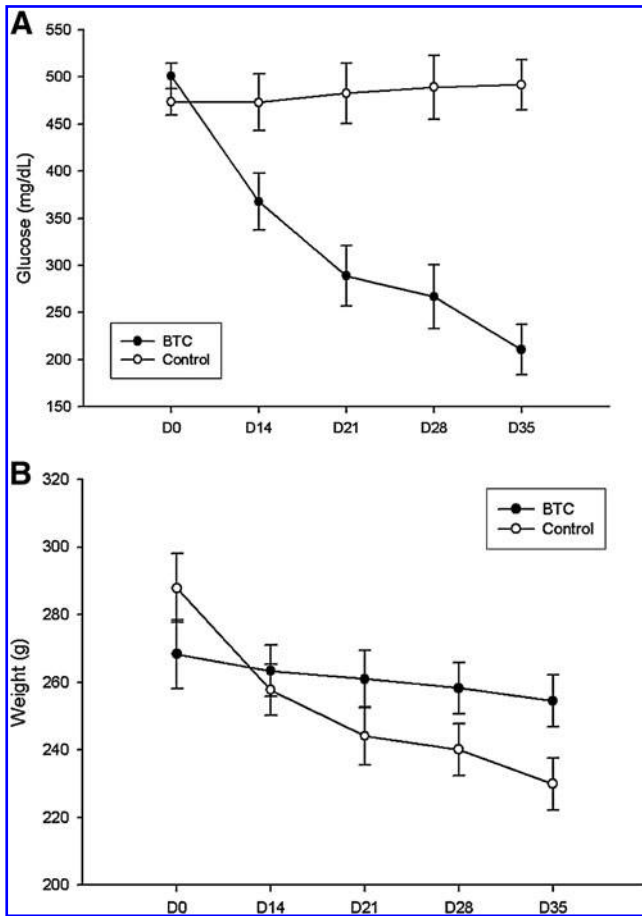 A
550
500
450
400
350
300
250
200
150
Glucose (mg/dL)
BTC
Control
D0 D14 D21 D28 D35
B
320
300
280
260
240
220
200
Weight (g)
BTC
Control
D0 D14 D21 D28 D35